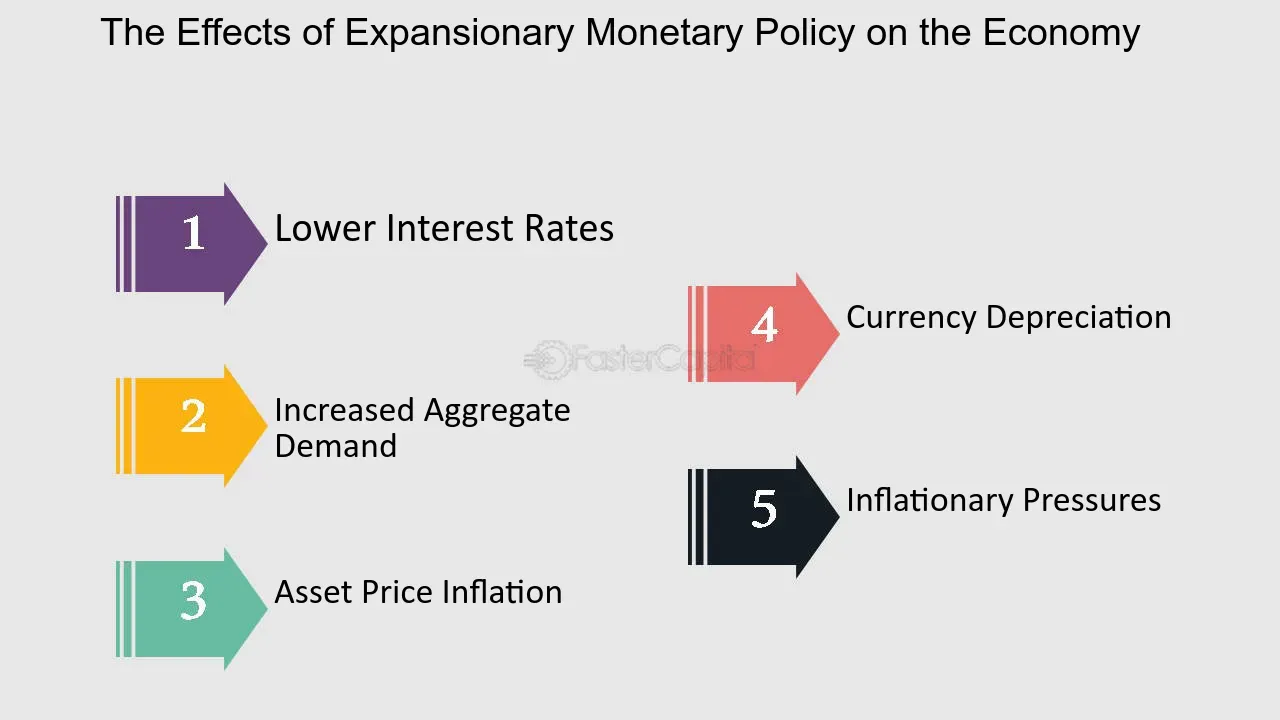 The Effects of Expansionary Monetary Policy on the Economy
1
Lower Interest Rates
2
Increased Aggregate
Demand
3
Asset Price Inflation
4
Currency Depreciation
5
Inflationary Pressures
FasterCapital